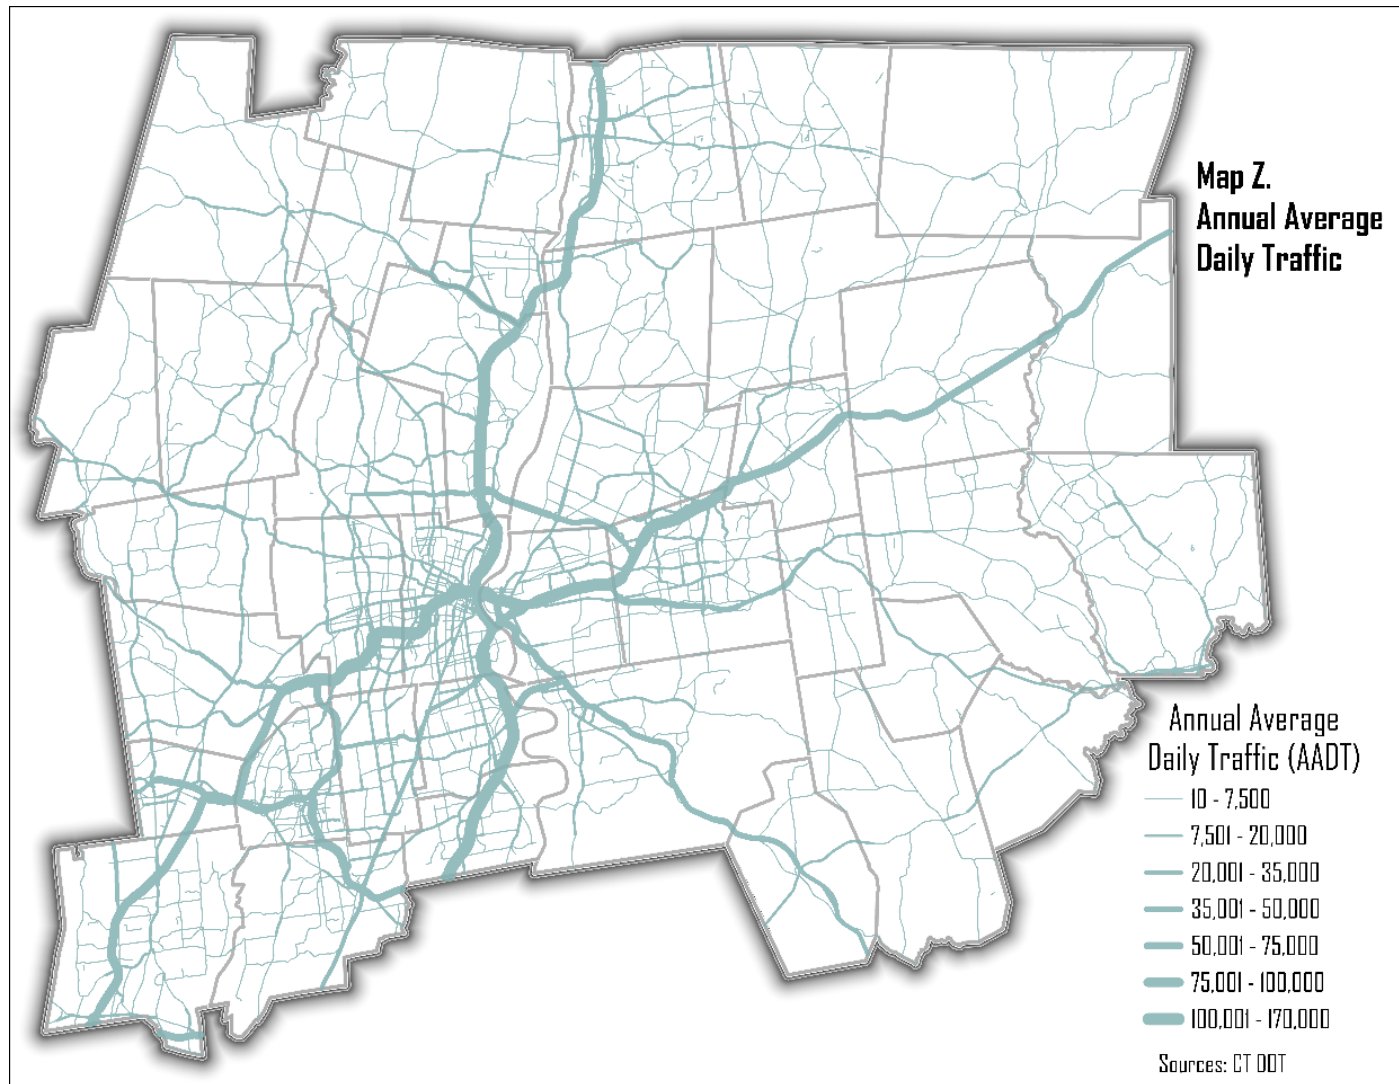 Map Z.
Annual Average
Daily Traffic
Annual Average
Daily Traffic (AADT)
10 - 7,500
7,501 - 20,000
20,001 - 35,000
35,001 - 50,000
50,001 - 75,000
75,001 - 100,000
100,001 - 170,000
Sources: CT DOT